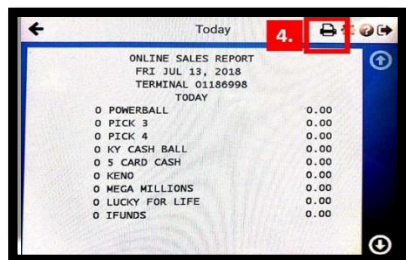 Today
4.
ONLINE SALES REPORT
FRI JUL 13, 2018
TERMINAL 01186998
TODAY
0 POWERBALL 0.00
0 PICK 3 0.00
0 PICK 4 0.00
0 KY CASH BALL 0.00
0 5 CARD CASH 0.00
0 KENO 0.00
0 MEGA MILLIONS 0.00
0 LUCKY FOR LIFE 0.00
0 IFUNDS 0.00